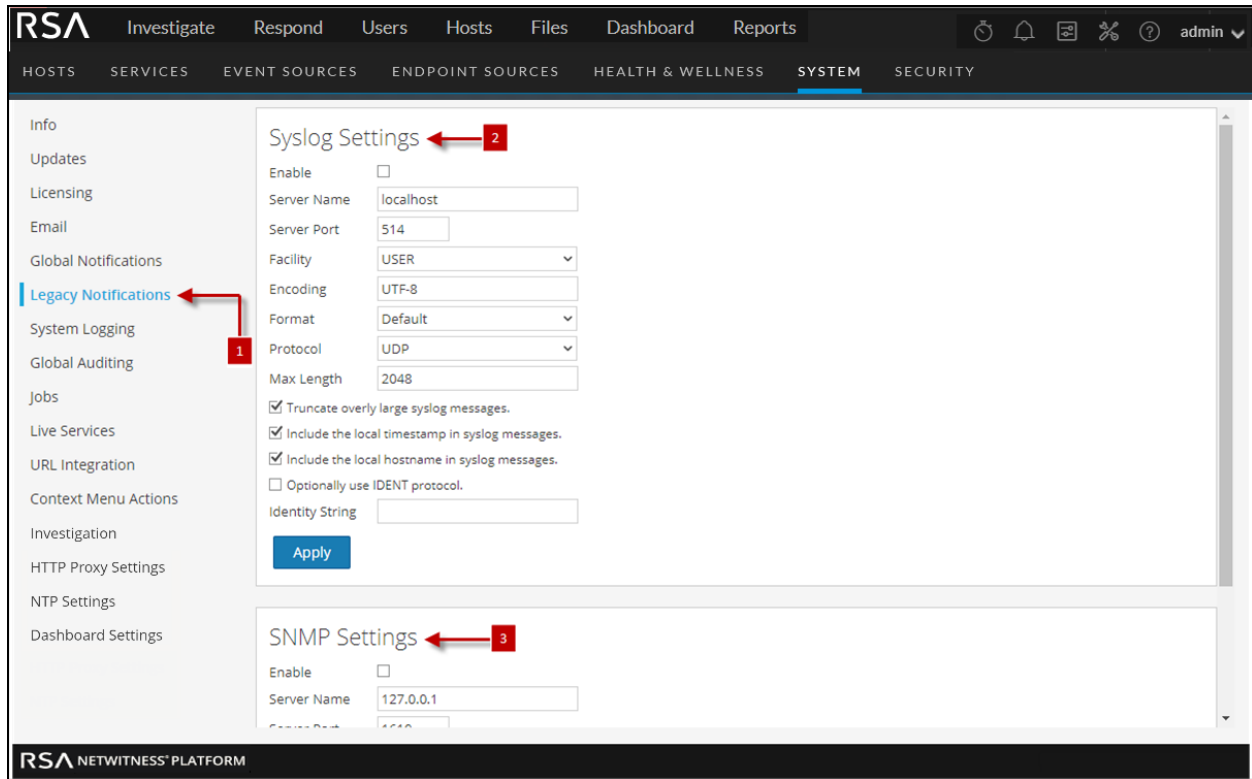 RSA Investigate Respond Users Hosts Files Dashboard Reports admin
HOSTS SERVICES EVENT SOURCES ENDPOINT SOURCES HEALTH & WELLNESS SYSTEM SECURITY
Info
Updates
Licensing
Email
Global Notifications
Legacy Notifications
1
System Logging
Global Auditing
Jobs
Live Services
URL Integration
Context Menu Actions
Investigation
HTTP Proxy Settings
NTP Settings
Dashboard Settings
Syslog Settings 2
Enable
Server Name localhost
Server Port 514
Facility USER
Encoding UTF-8
Format Default
Protocol UDP
Max Length 2048
Truncate overly large syslog messages.
Include the local timestamp in syslog messages.
Include the local hostname in syslog messages.
Optionally use IDENT protocol.
Identity String
Apply
SNMP Settings 3
Enable
Server Name 127.0.0.1
Server Port
RSA NETWITNESS® PLATFORM